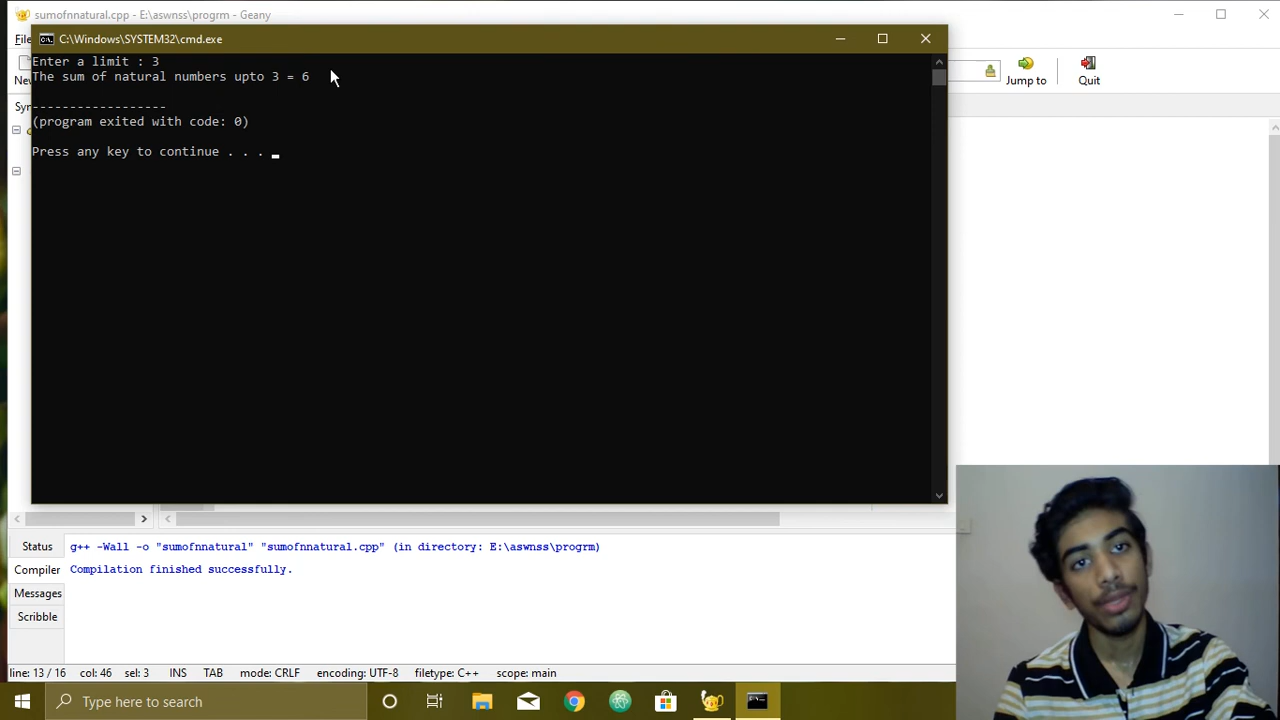 sumofnnatural.cpp - E:\aswnss\progrm - Geany
C:\Windows\SYSTEM32\cmd.exe
Enter a limit : 3
The sum of natural numbers upto 3 = 6
------------------
(program exited with code: 0)
Press any key to continue . . .
Jump to
Quit
Status
g++ -Wall -o "sumofnnatural" "sumofnnatural.cpp" (in directory: E:\aswnss\progrm)
Compiler
Compilation finished successfully.
Messages
Scribble
line: 13 / 16 col: 46 sel: 3 INS TAB mode: CRLF encoding: UTF-8 filetype: C++ scope: main
Type here to search